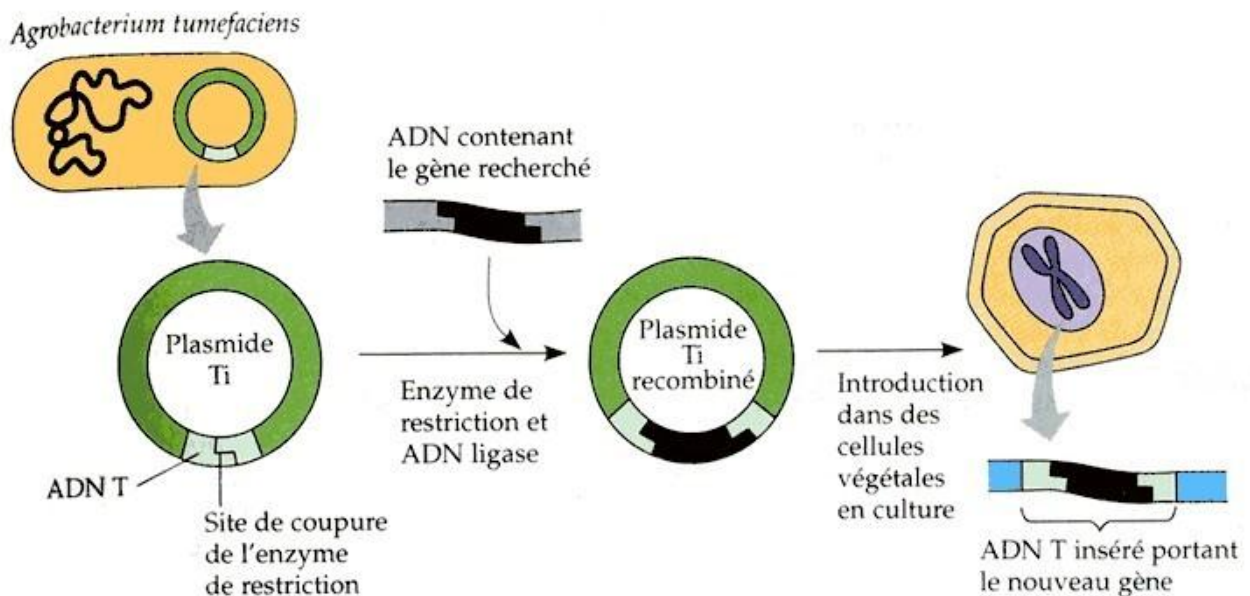 Agrobacterium tumefaciens
ADN contenant
le gène recherché
Plasmide
Ti
Enzyme de
restriction et
ADN ligase
Plasmide
Ti
recombiné
Introduction
dans des
cellules
végétales
en culture
ADN T
Site de coupure
de l'enzyme
de restriction
ADN T inséré portant
le nouveau gène